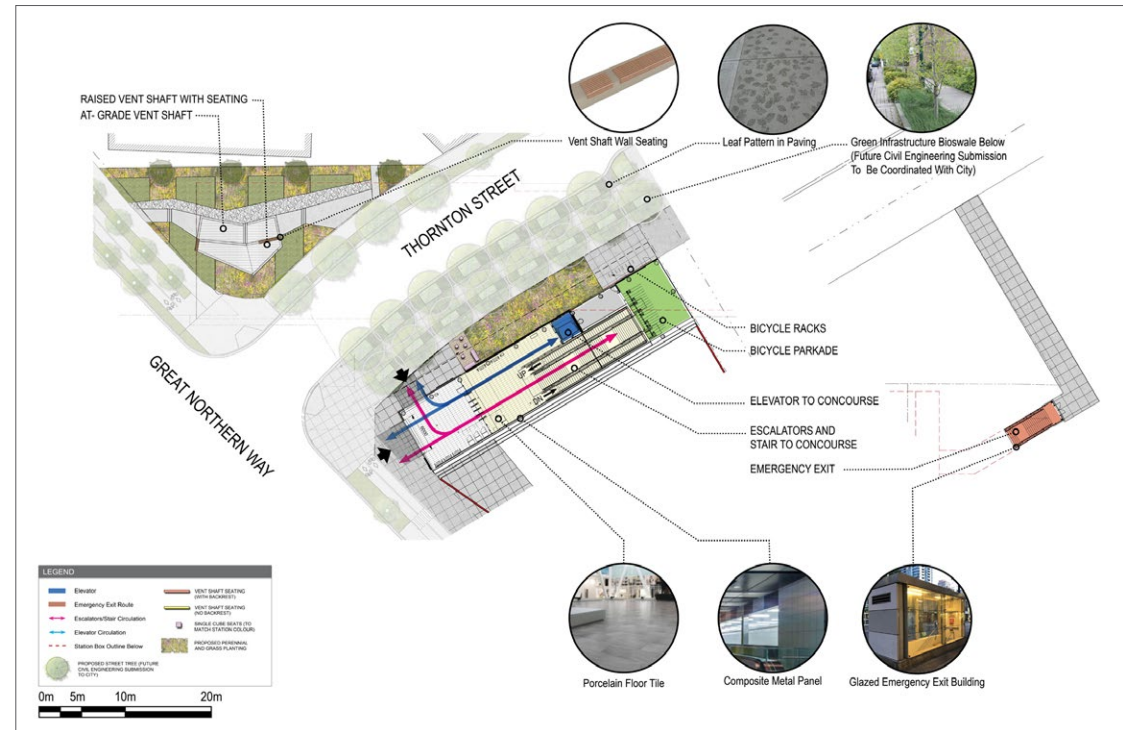 RAISED VENT SHAFT WITH SEATING
AT- GRADE VENT SHAFT
Vent Shaft Wall Seating
Leaf Pattern in Paving
Green Infrastructure Bioswale Below
(Future Civil Engineering Submission
To Be Coordinated With City)
THORNTON STREET
GREAT NORTHERN WAY
UP
DN
BICYCLE RACKS
BICYCLE PARKADE
ELEVATOR TO CONCOURSE
ESCALATORS AND
STAIR TO CONCOURSE
EMERGENCY EXIT
Porcelain Floor Tile
Composite Metal Panel
Glazed Emergency Exit Building
LEGEND
Elevator
Emergency Exit Route
Escalators/Stair Circulation
Elevator Circulation
Station Box Outline Below
PROPOSED STREET TREE (FUTURE
CIVIL ENGINEERING SUBMISSION
TO CITY)
VENT SHAFT SEATING
(WITH BACKREST)
VENT SHAFT SEATING
(NO BACKREST)
SINGLE CUBE SEATS (TO
MATCH STATION COLOUR)
PROPOSED PERENNIAL
AND GRASS PLANTING
0m 5m 10m 20m